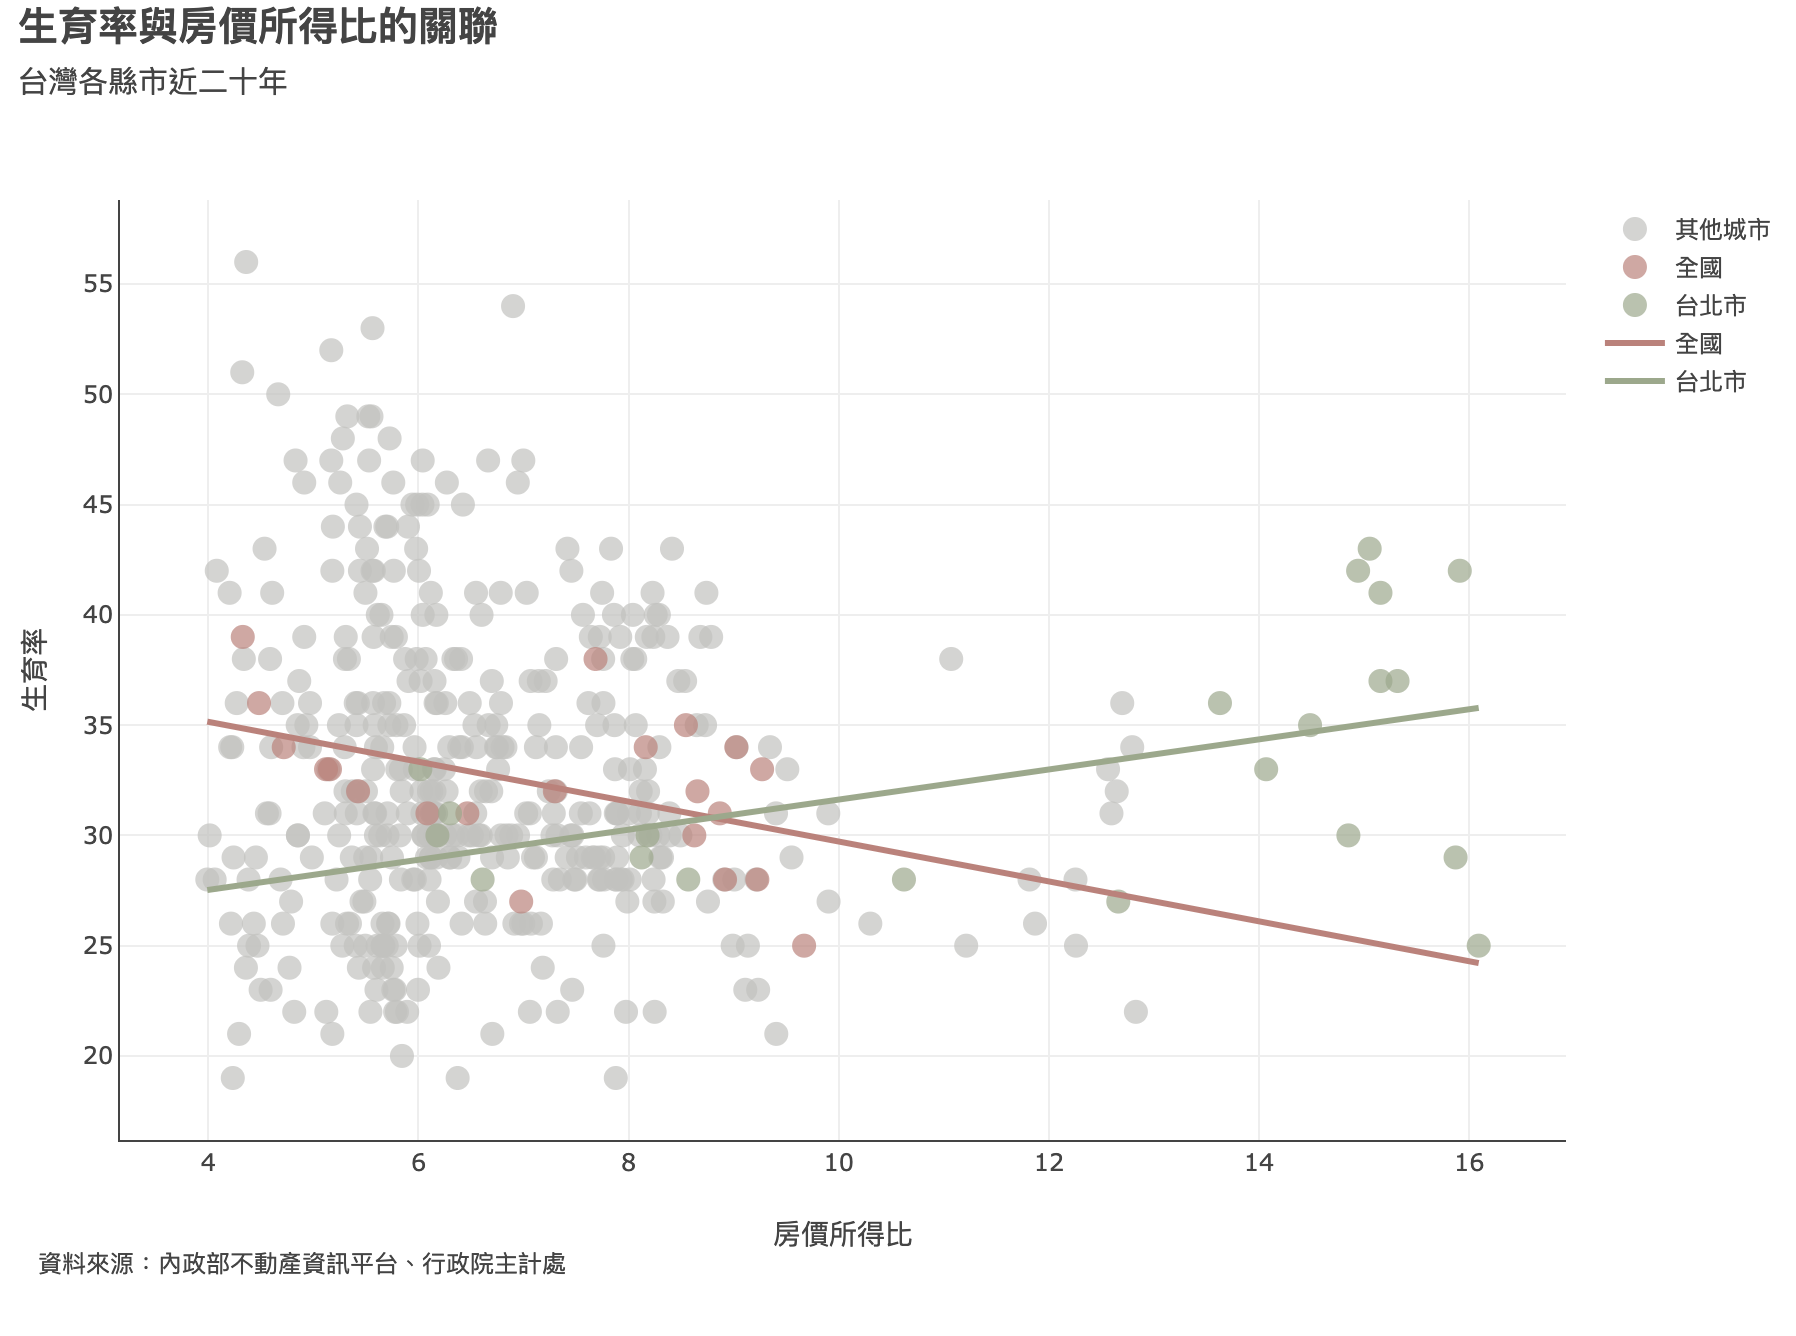 生育率與房價所得比的關聯
台灣各縣市近二十年
其他城市
全國
台北市
全國
台北市
55
50
45
40
35
30
25
20
生育率
4 6 8 10 12 14 16
房價所得比
資料來源：內政部不動產資訊平台、行政院主計處